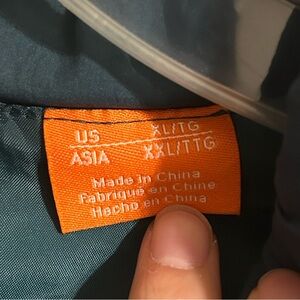 US XL/TG
ASIA XXL/TTG
Made in China
Fabriqué en Chine
Hecho en China